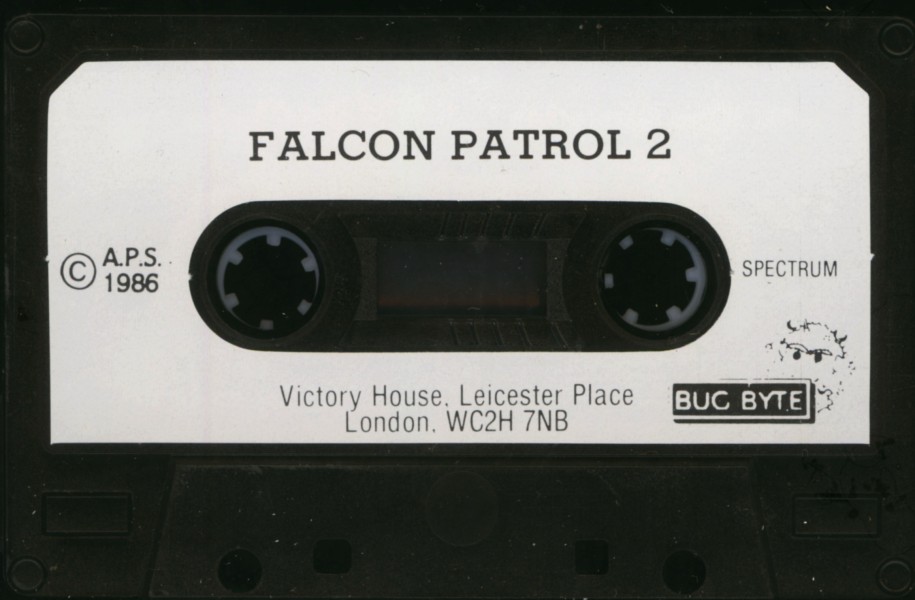 FALCON PATROL 2
© A.P.S.
1986
SPECTRUM
Victory House, Leicester Place
London, WC2H 7NB
BUG BYTE